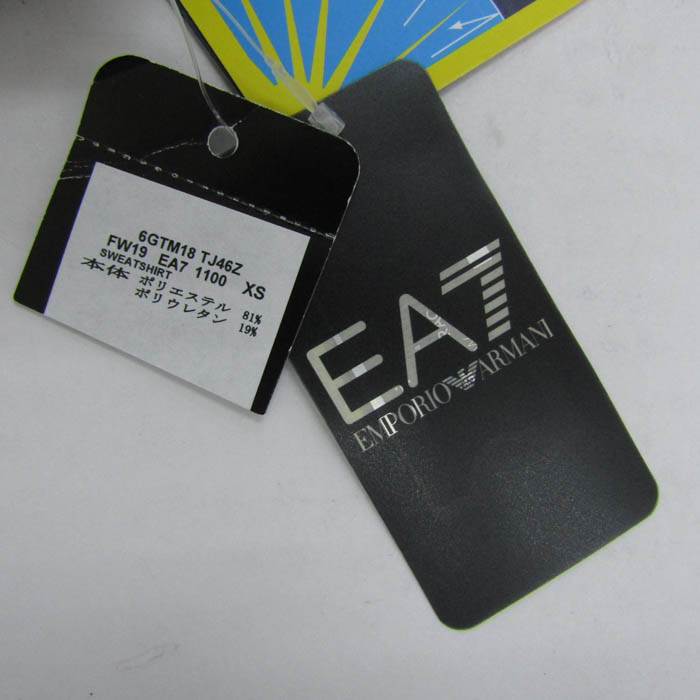 6GTM18 TJ46Z
FW19 EA7 1100 XS
SWEATSHIRT
本体 ポリエステル 81%
ポリウレタン 19%
EA7
EMPORIO ARMANI